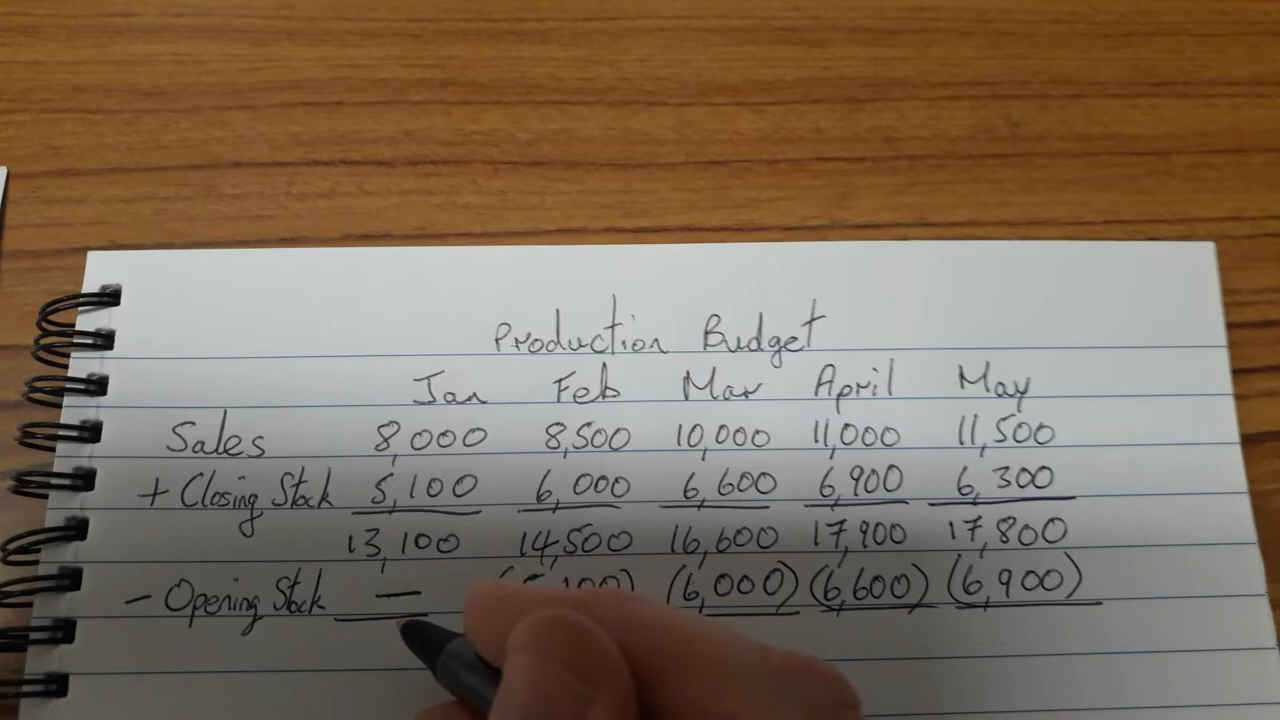 Production Budget
Jan Feb Mar April May
Sales 8,000 8,500 10,000 11,000 11,500
+ Closing Stock 5,100 6,000 6,600 6,900 6,300
13,100 14,500 16,600 17,900 17,800
- Opening Stock — (6,000) (6,600) (6,900)